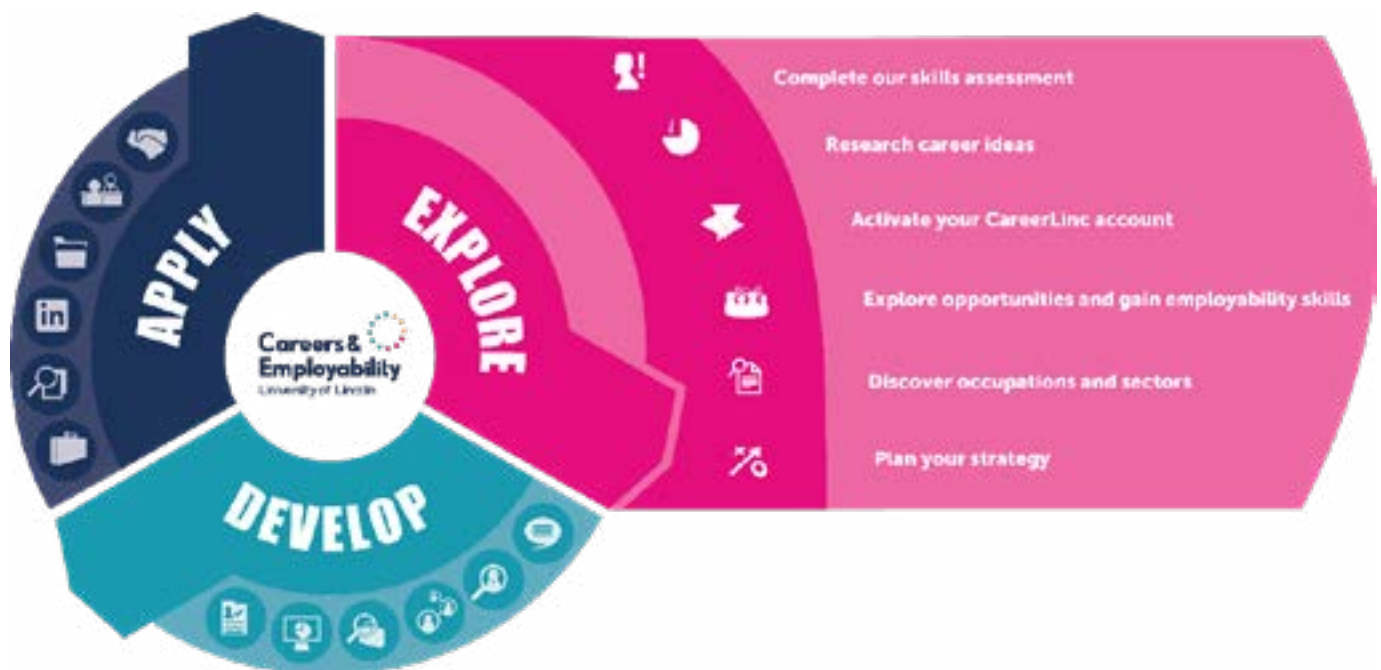 APPLY
EXPLORE
DEVELOP
Careers &
Employability
University of Lincoln
in
Complete our skills assessment
Research career ideas
Activate your CareerLinc account
Explore opportunities and gain employability skills
Discover occupations and sectors
Plan your strategy